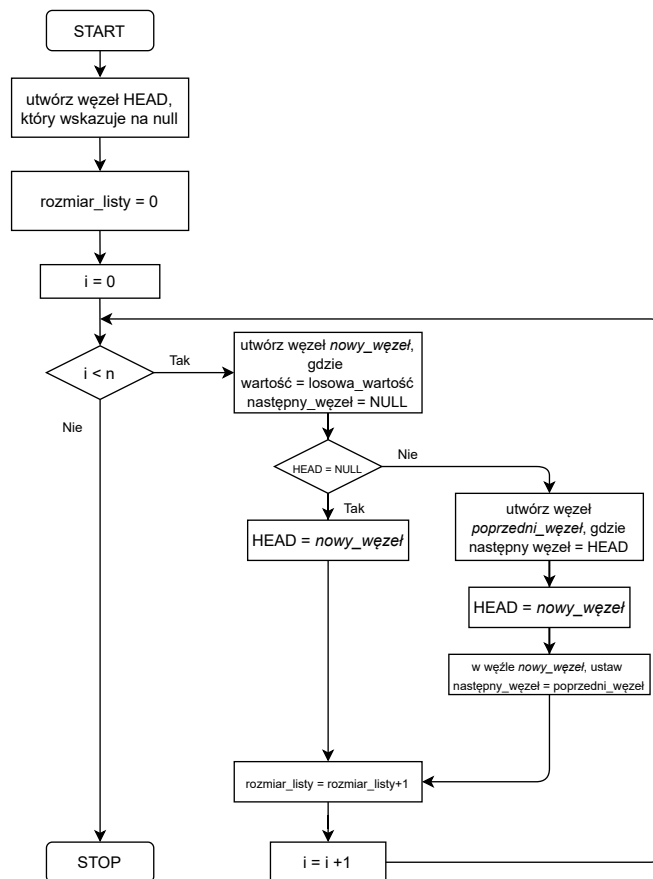 START
utwórz węzeł HEAD,
który wskazuje na null
rozmiar_listy = 0
i = 0
i < n
Tak
Nie
utwórz węzeł nowy_węzeł,
gdzie
wartość = losowa_wartość
następny_węzeł = NULL
HEAD = NULL
Nie
Tak
HEAD = nowy_węzeł
utwórz węzeł
poprzedni_węzeł, gdzie
następny węzeł = HEAD
HEAD = nowy_węzeł
w węźle nowy_węzeł, ustaw
następny_węzeł = poprzedni_węzeł
rozmiar_listy = rozmiar_listy+1
i = i +1
STOP